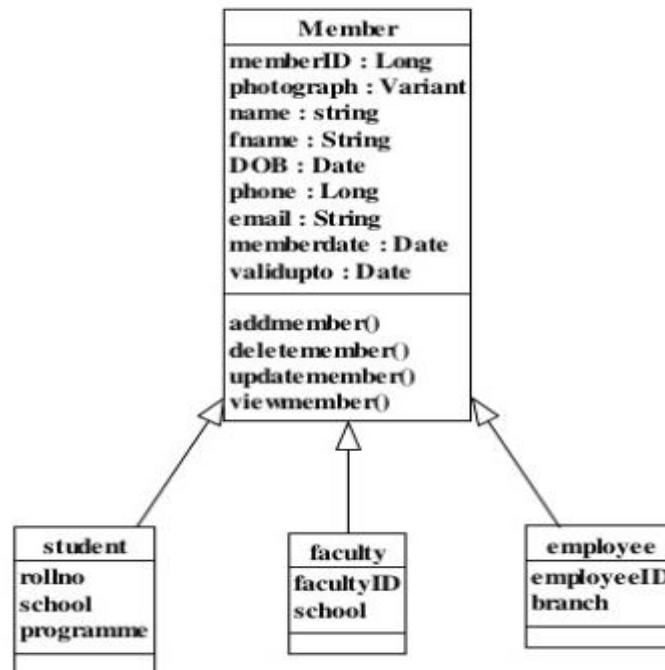 Member
memberID : Long
photograph : Variant
name : string
fname : String
DOB : Date
phone : Long
email : String
memberdate : Date
validupto : Date
addmember()
deletemember()
updatemember()
viewmember()
student
rollno
school
programme
faculty
facultyID
school
employee
employeeID
branch